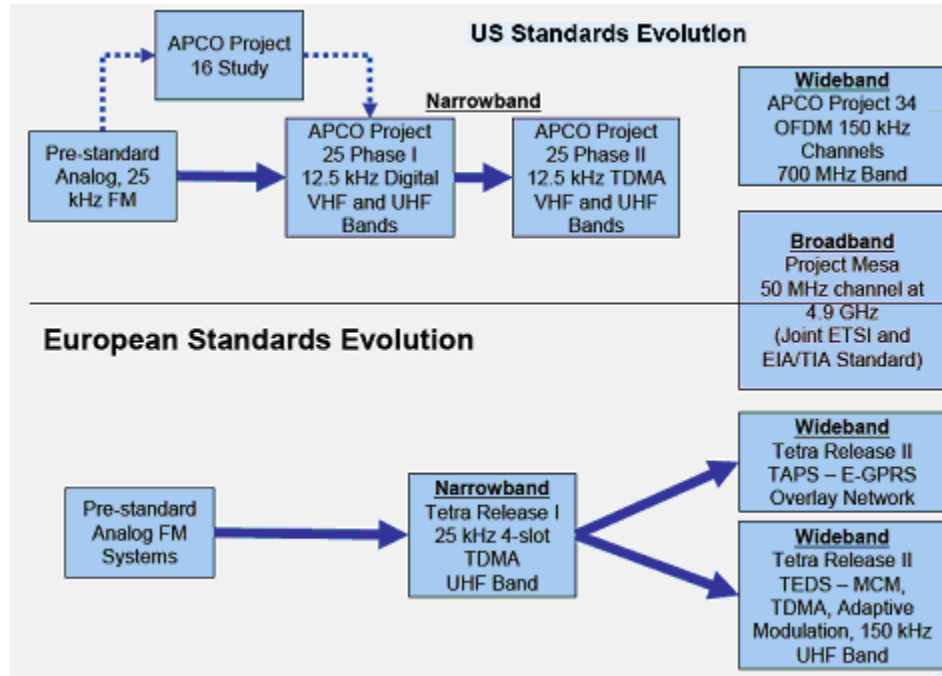 US Standards Evolution
APCO Project
16 Study
Narrowband
Pre-standard
Analog, 25
kHz FM
APCO Project
25 Phase I
12.5 kHz Digital
VHF and UHF
Bands
APCO Project
25 Phase II
12.5 kHz TDMA
VHF and UHF
Bands
Wideband
APCO Project 34
OFDM 150 kHz
Channels
700 MHz Band
Broadband
Project Mesa
50 MHz channel at
4.9 GHz
(Joint ETSI and
EIA/TIA Standard)
European Standards Evolution
Pre-standard
Analog FM
Systems
Narrowband
Tetra Release I
25 kHz 4-slot
TDMA
UHF Band
Wideband
Tetra Release II
TAPS – E-GPRS
Overlay Network
Wideband
Tetra Release II
TEDS – MCM,
TDMA, Adaptive
Modulation, 150 kHz
UHF Band